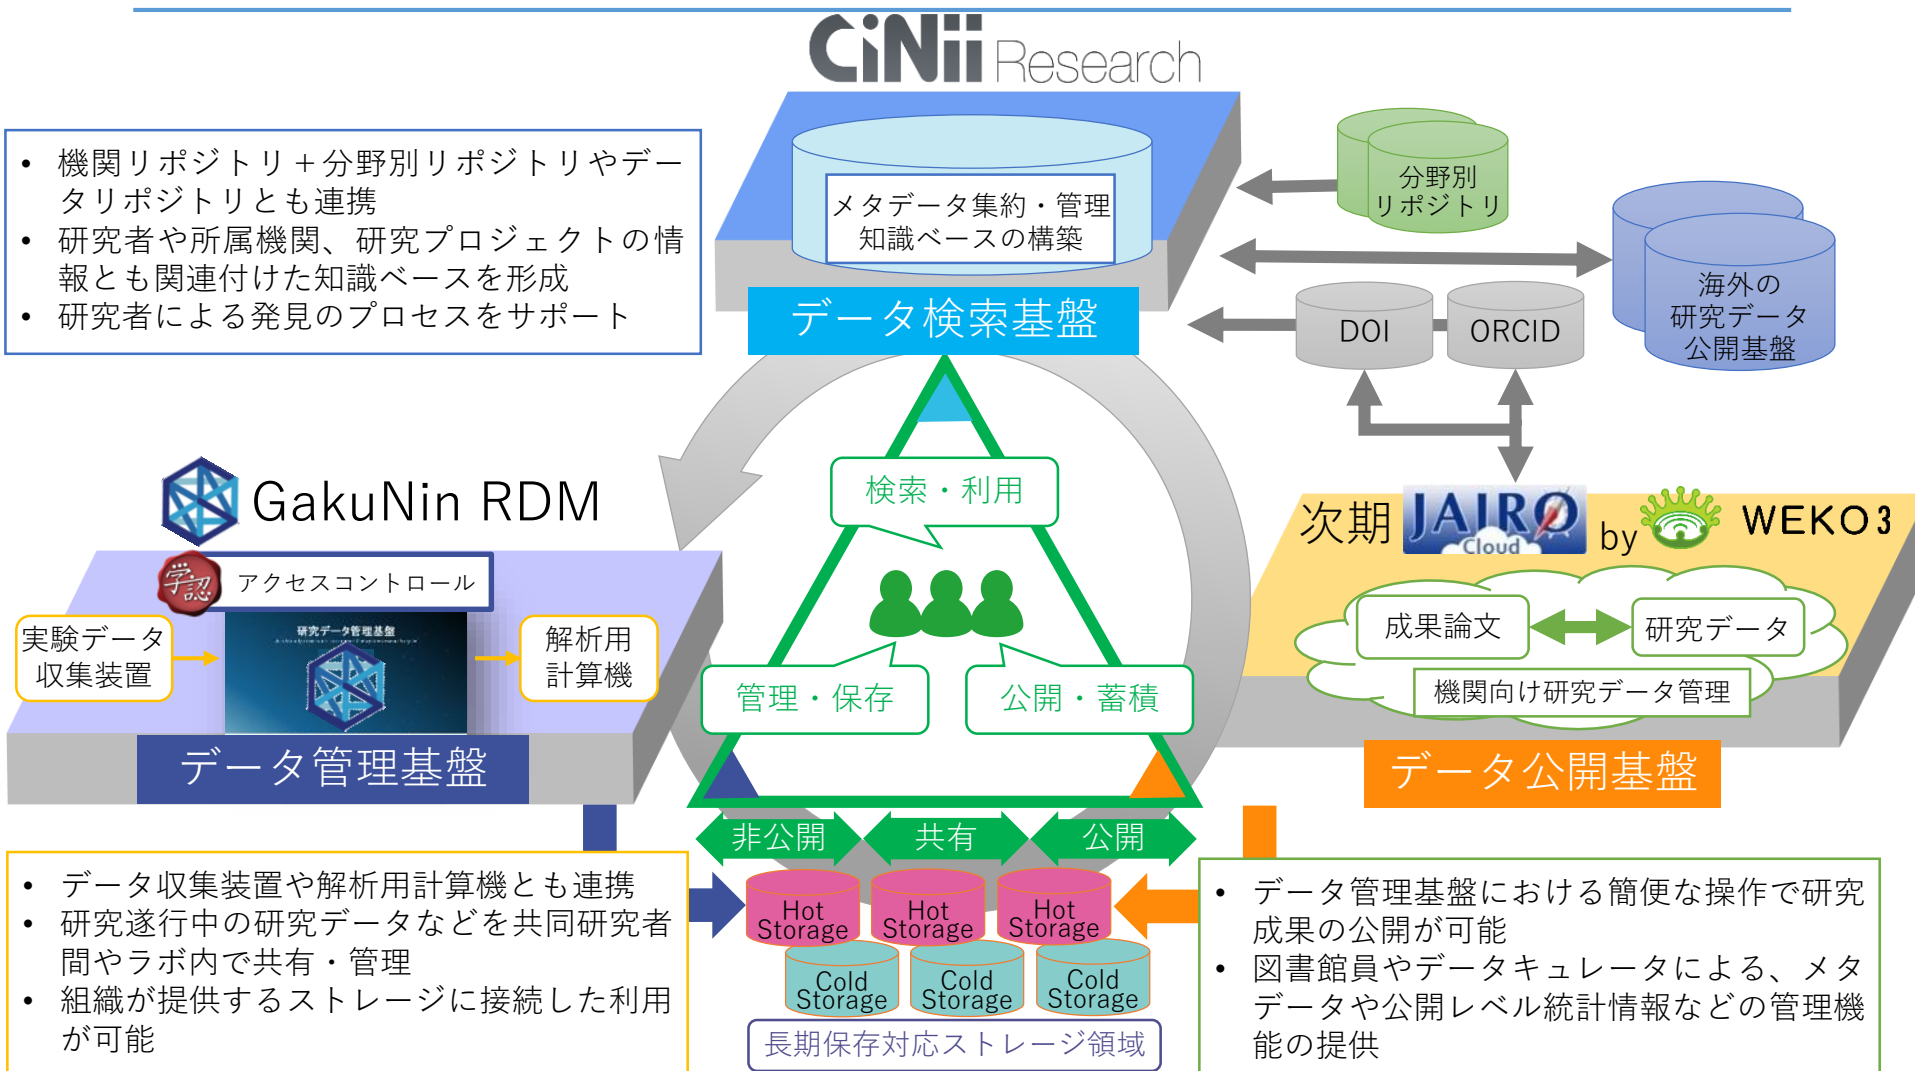 CiNii Research
• 機関リポジトリ＋分野別リポジトリやデー
タリポジトリとも連携
• 研究者や所属機関、研究プロジェクトの情
報とも関連付けた知識ベースを形成
• 研究者による発見のプロセスをサポート
メタデータ集約・管理
知識ベースの構築
データ検索基盤
分野別
リポジトリ
海外の
研究データ
公開基盤
DOI
ORCID
GakuNin RDM
学認
アクセスコントロール
実験データ
収集装置
研究データ管理基盤
解析用
計算機
データ管理基盤
検索・利用
管理・保存
公開・蓄積
次期 JAIRO Cloud by WEKO3
成果論文
研究データ
機関向け研究データ管理
データ公開基盤
非公開
共有
公開
Hot
Storage
Hot
Storage
Hot
Storage
Cold
Storage
Cold
Storage
Cold
Storage
長期保存対応ストレージ領域
• データ収集装置や解析用計算機とも連携
• 研究遂行中の研究データなどを共同研究者
間やラボ内で共有・管理
• 組織が提供するストレージに接続した利用
が可能
• データ管理基盤における簡便な操作で研究
成果の公開が可能
• 図書館員やデータキュレータによる、メタ
データや公開レベル統計情報などの管理機
能の提供